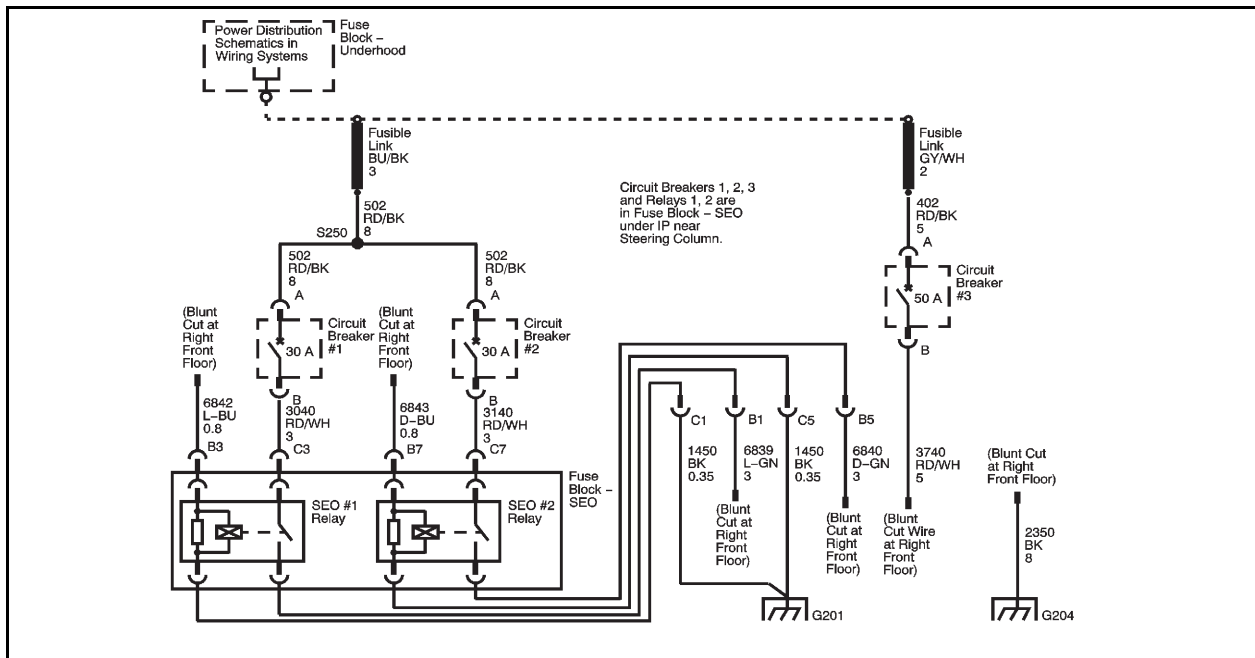 Power Distribution
Schematics in
Wiring Systems
Fuse
Block –
Underhood
Fusible
Link
BU/BK
3
Fusible
Link
GY/WH
2
Circuit Breakers 1, 2, 3
and Relays 1, 2 are
in Fuse Block – SEO
under IP near
Steering Column.
502
RD/BK
8
S250
402
RD/BK
5
A
502
RD/BK
8
A
502
RD/BK
8
A
Circuit
Breaker
#3
50 A
B
(Blunt
Cut at
Right
Front
Floor)
Circuit
Breaker
#1
30 A
B
(Blunt
Cut at
Right
Front
Floor)
Circuit
Breaker
#2
30 A
B
6842
L–BU
0.8
B3
3040
RD/WH
3
C3
6843
D–BU
0.8
B7
3140
RD/WH
3
C7
C1
B1
C5
B5
1450
BK
0.35
6839
L–GN
3
1450
BK
0.35
6840
D–GN
3
3740
RD/WH
5
(Blunt Cut
at Right
Front Floor)
Fuse
Block –
SEO
SEO #1
Relay
SEO #2
Relay
(Blunt
Cut at
Right
Front
Floor)
(Blunt
Cut at
Right
Front
Floor)
(Blunt
Cut Wire
at Right
Front
Floor)
2350
BK
8
G201
G204